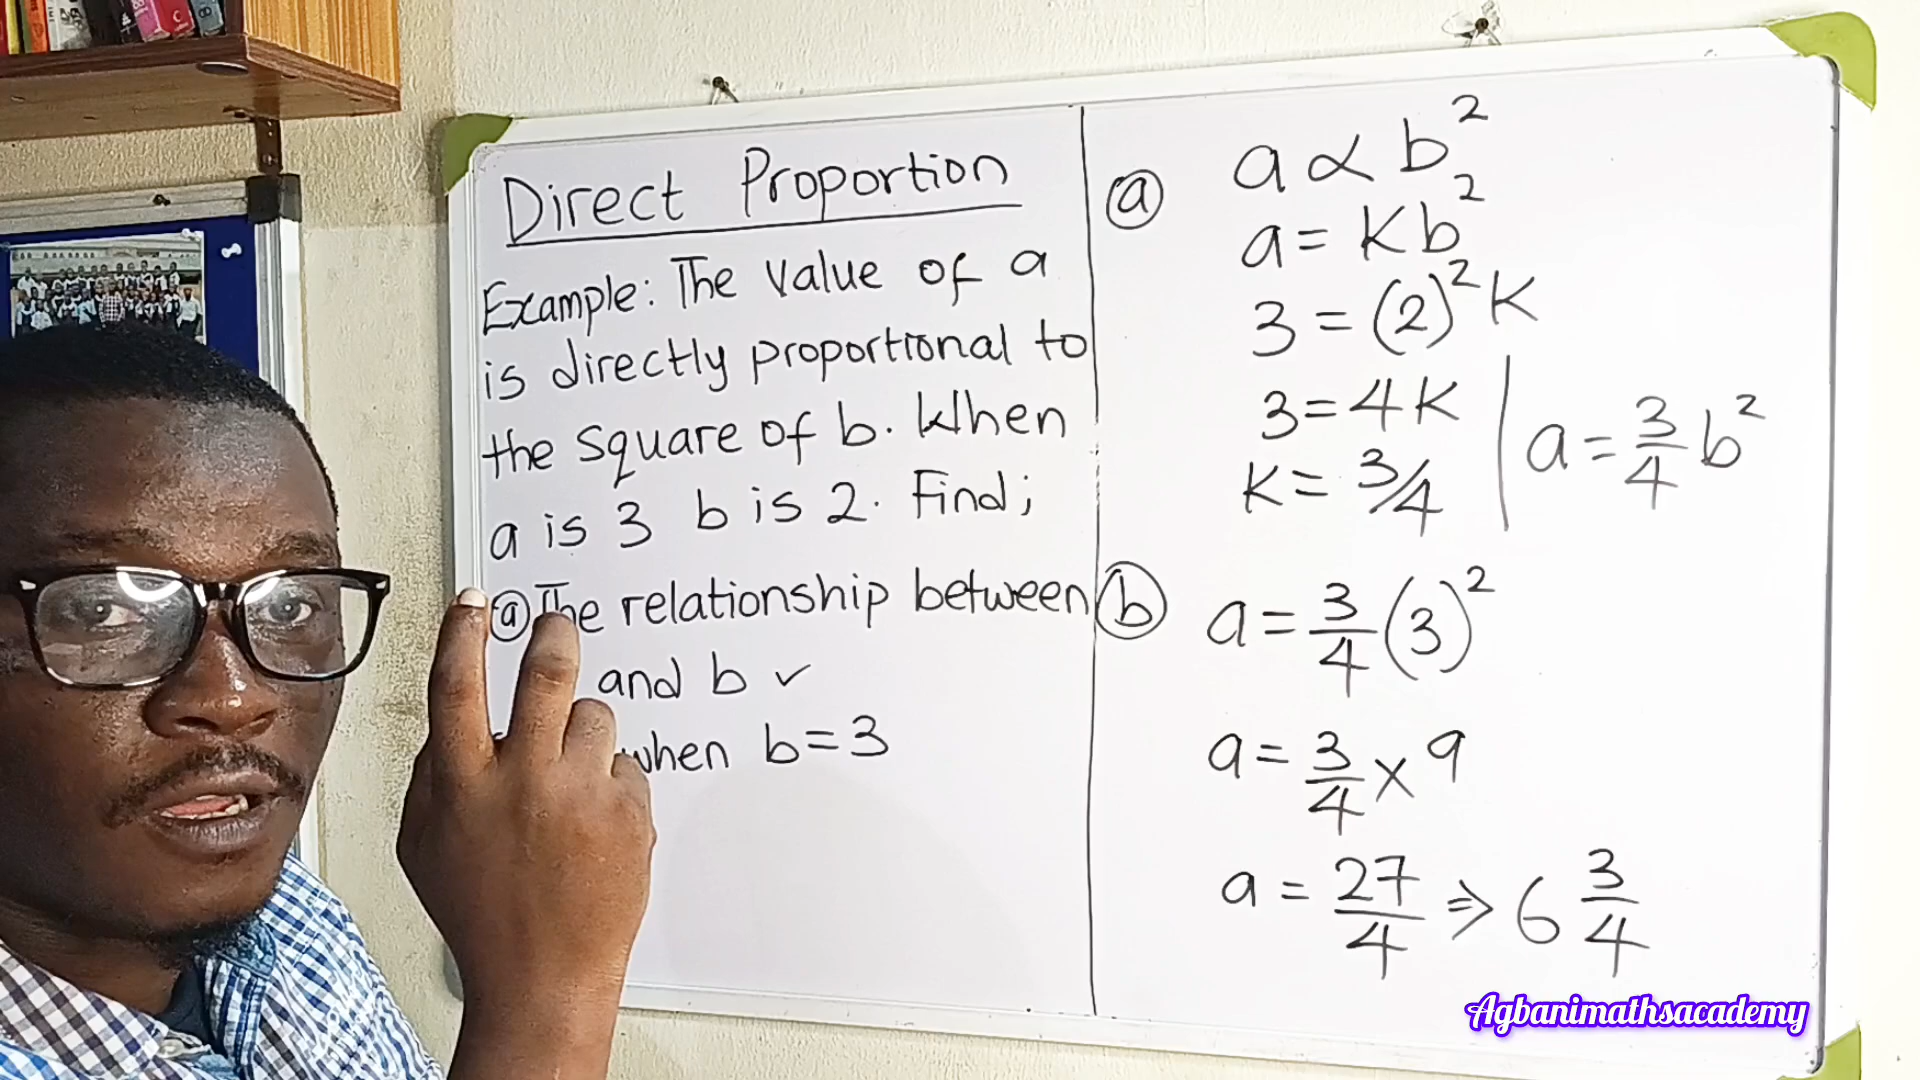 Direct Proportion
Example: The value of a
is directly proportional to
the square of b. When
a is 3 b is 2. Find;
ⓐ The relationship between
and b ✓
when b=3
ⓐ a ∝ b²
a = Kb²
3 = (2)²K
3 = 4K
K = 3/4
a = 3/4 b²
ⓑ a = 3/4 (3)²
a = 3/4 × 9
a = 27/4 ⇒ 6 3/4
Agbanimathsacademy